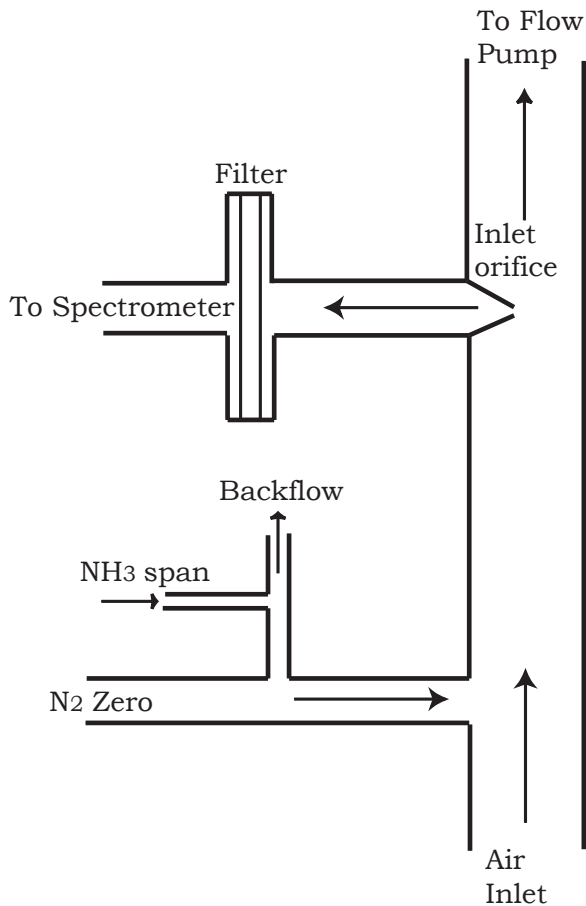 To Flow
Pump
Filter
Inlet
orifice
To Spectrometer
Backflow
NH3 span
N2 Zero
Air
Inlet